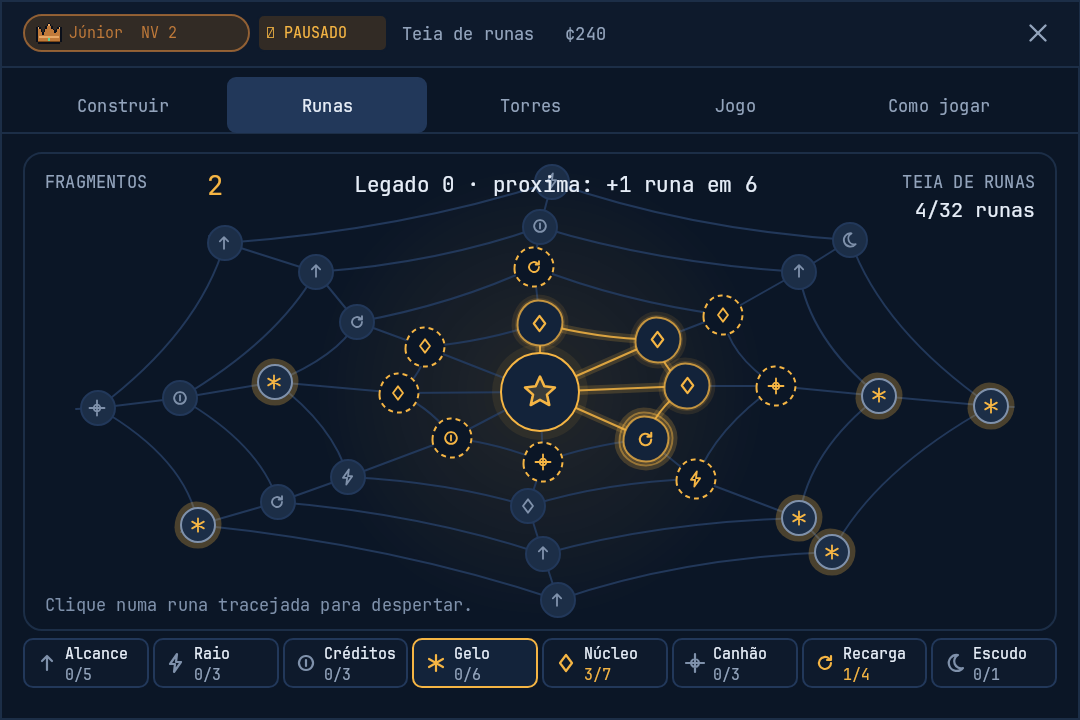 Júnior NV 2
PAUSADO
Teia de runas ₵240
Construir Runas Torres Jogo Como jogar
FRAGMENTOS 2
Legado 0 · proxima: +1 runa em 6
TEIA DE RUNAS
4/32 runas
Clique numa runa tracejada para despertar.
Alcance
0/5
Raio
0/3
Créditos
0/3
Gelo
0/6
Núcleo
3/7
Canhão
0/3
Recarga
1/4
Escudo
0/1